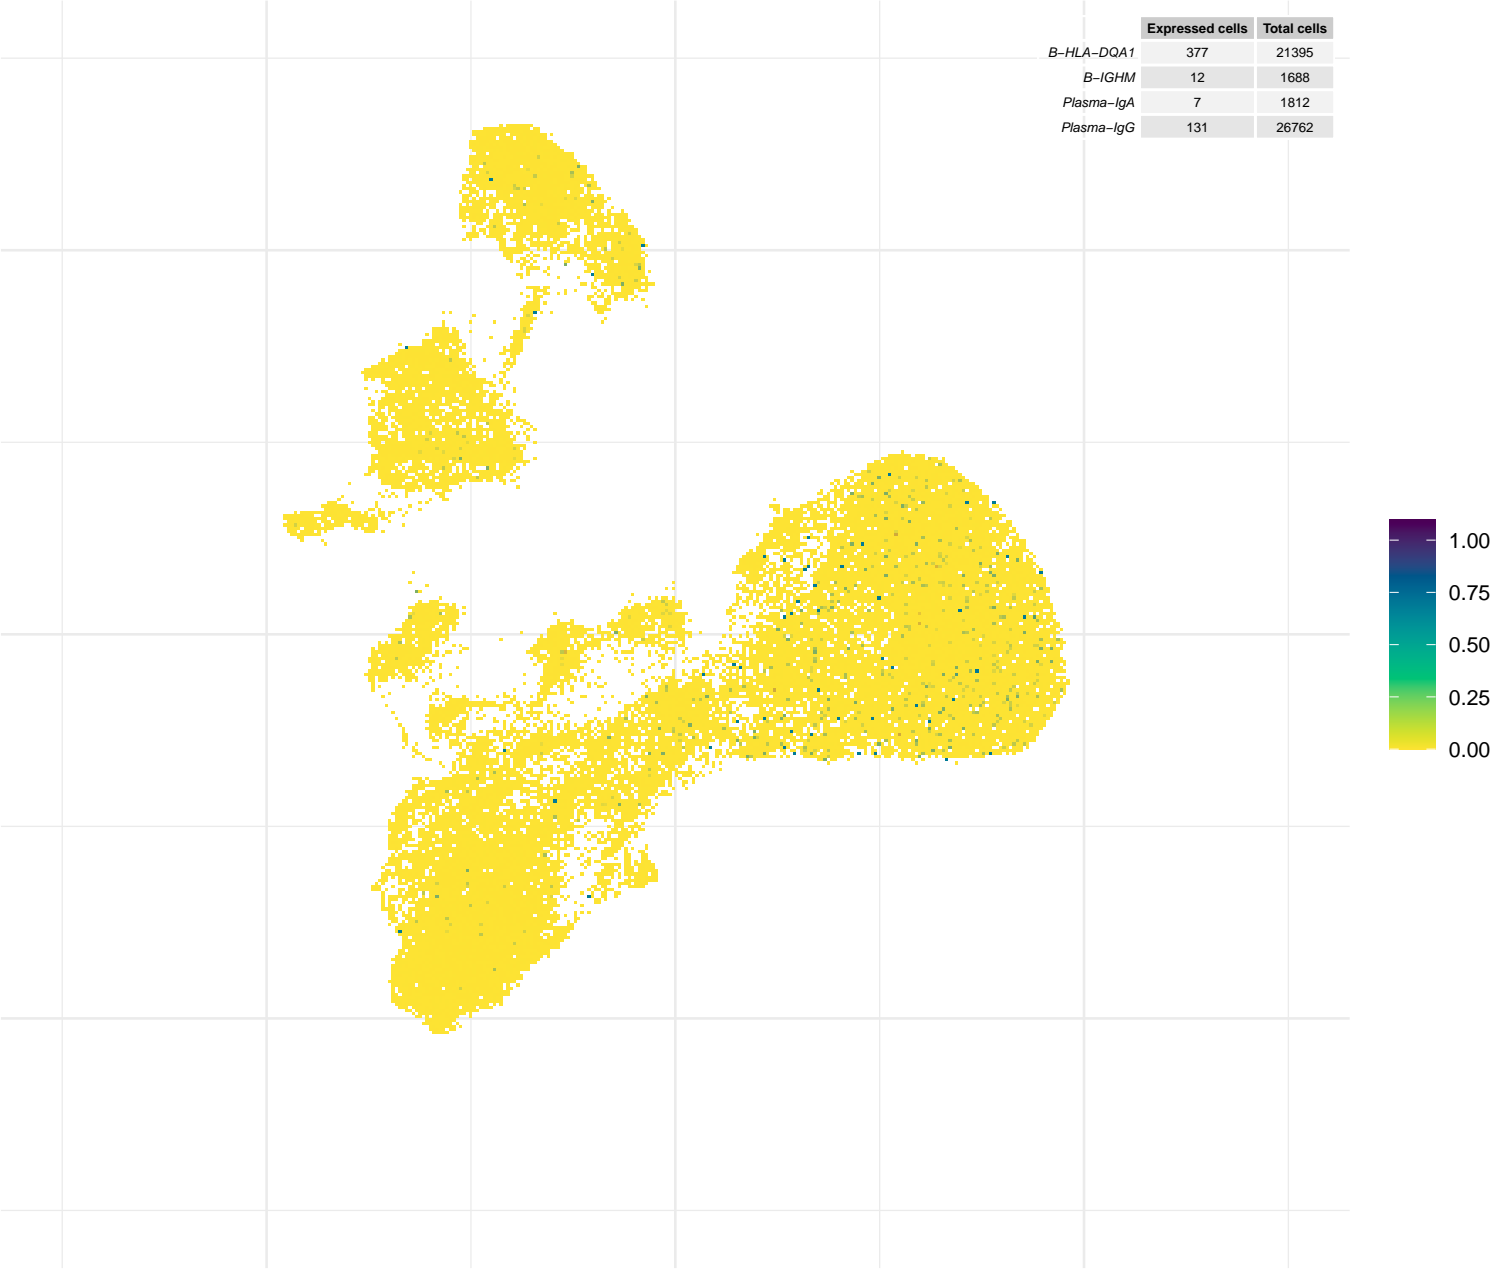 Expressed cells Total cells
B−HLA−DQA1 377 21395
B−IGHM 12 1688
Plasma−IgA 7 1812
Plasma−IgG 131 26762
1.00
0.75
0.50
0.25
0.00